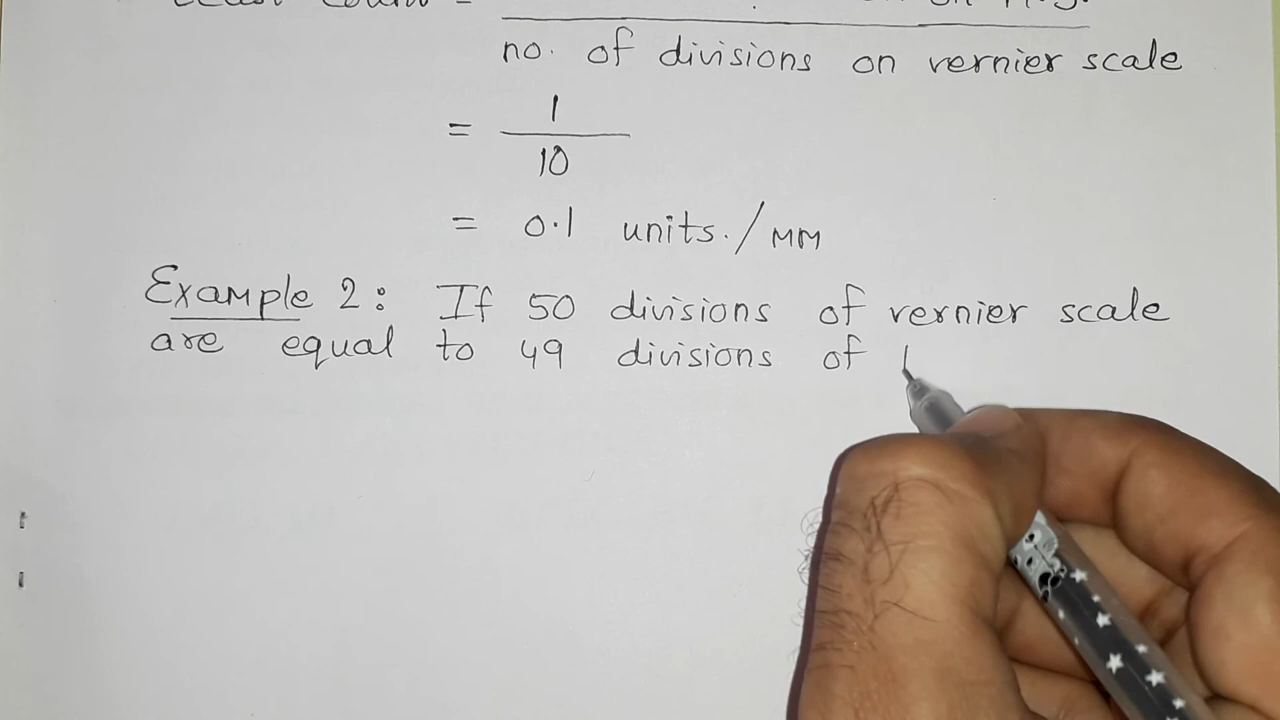 no. of divisions on vernier scale
= 1
10
= 0.1 units./MM
Example 2: If 50 divisions of vernier scale
are equal to 49 divisions of